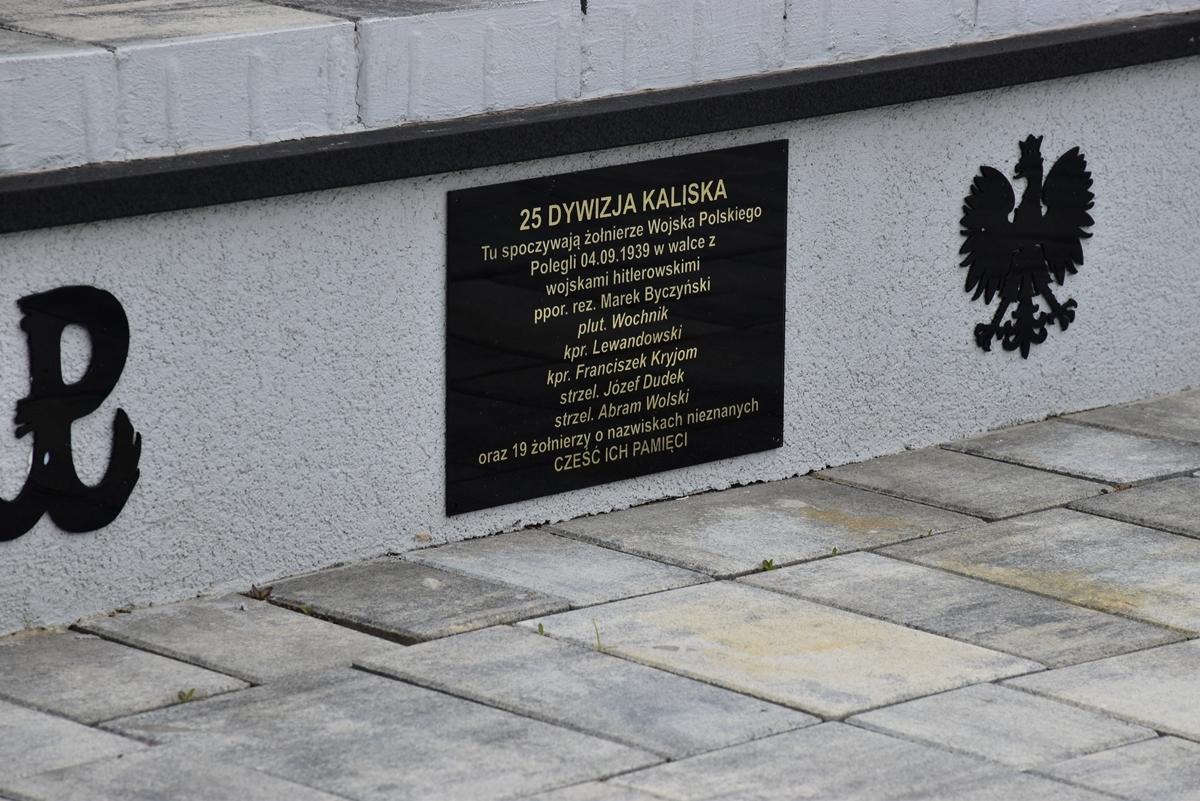 25 DYWIZJA KALISKA
Tu spoczywają żołnierze Wojska Polskiego
Polegli 04.09.1939 w walce z
wojskami hitlerowskimi
ppor. rez. Marek Byczyński
plut. Wochnik
kpr. Lewandowski
kpr. Franciszek Kryjom
strzel. Józef Dudek
strzel. Abram Wolski
oraz 19 żołnierzy o nazwiskach nieznanych
CZEŚĆ ICH PAMIĘCI